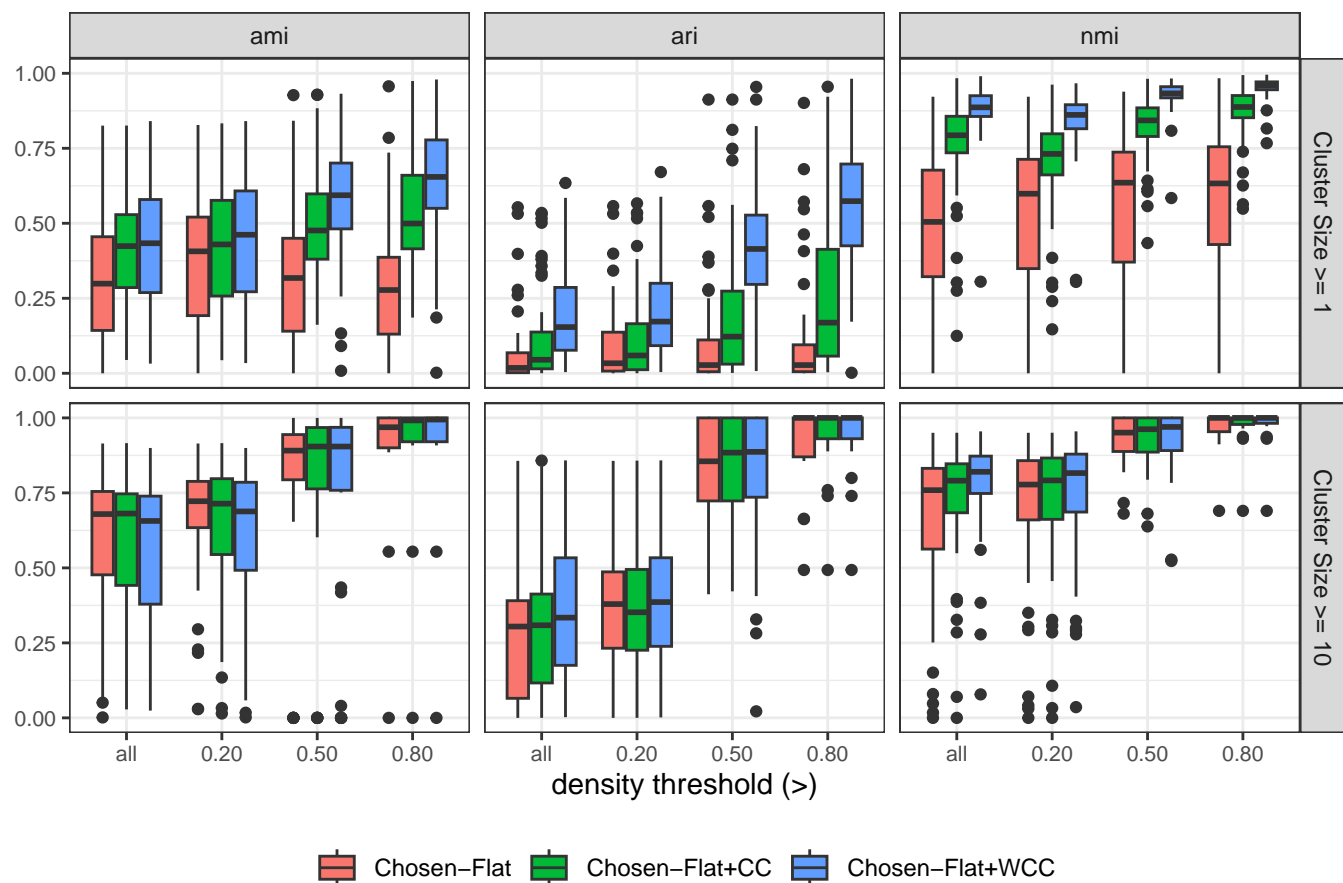 ami ari nmi
1.00
0.75
0.50
0.25
0.00
Cluster Size >= 1
1.00
0.75
0.50
0.25
0.00
Cluster Size >= 10
all 0.20 0.50 0.80 all 0.20 0.50 0.80 all 0.20 0.50 0.80
density threshold (>)
Chosen−Flat Chosen−Flat+CC Chosen−Flat+WCC